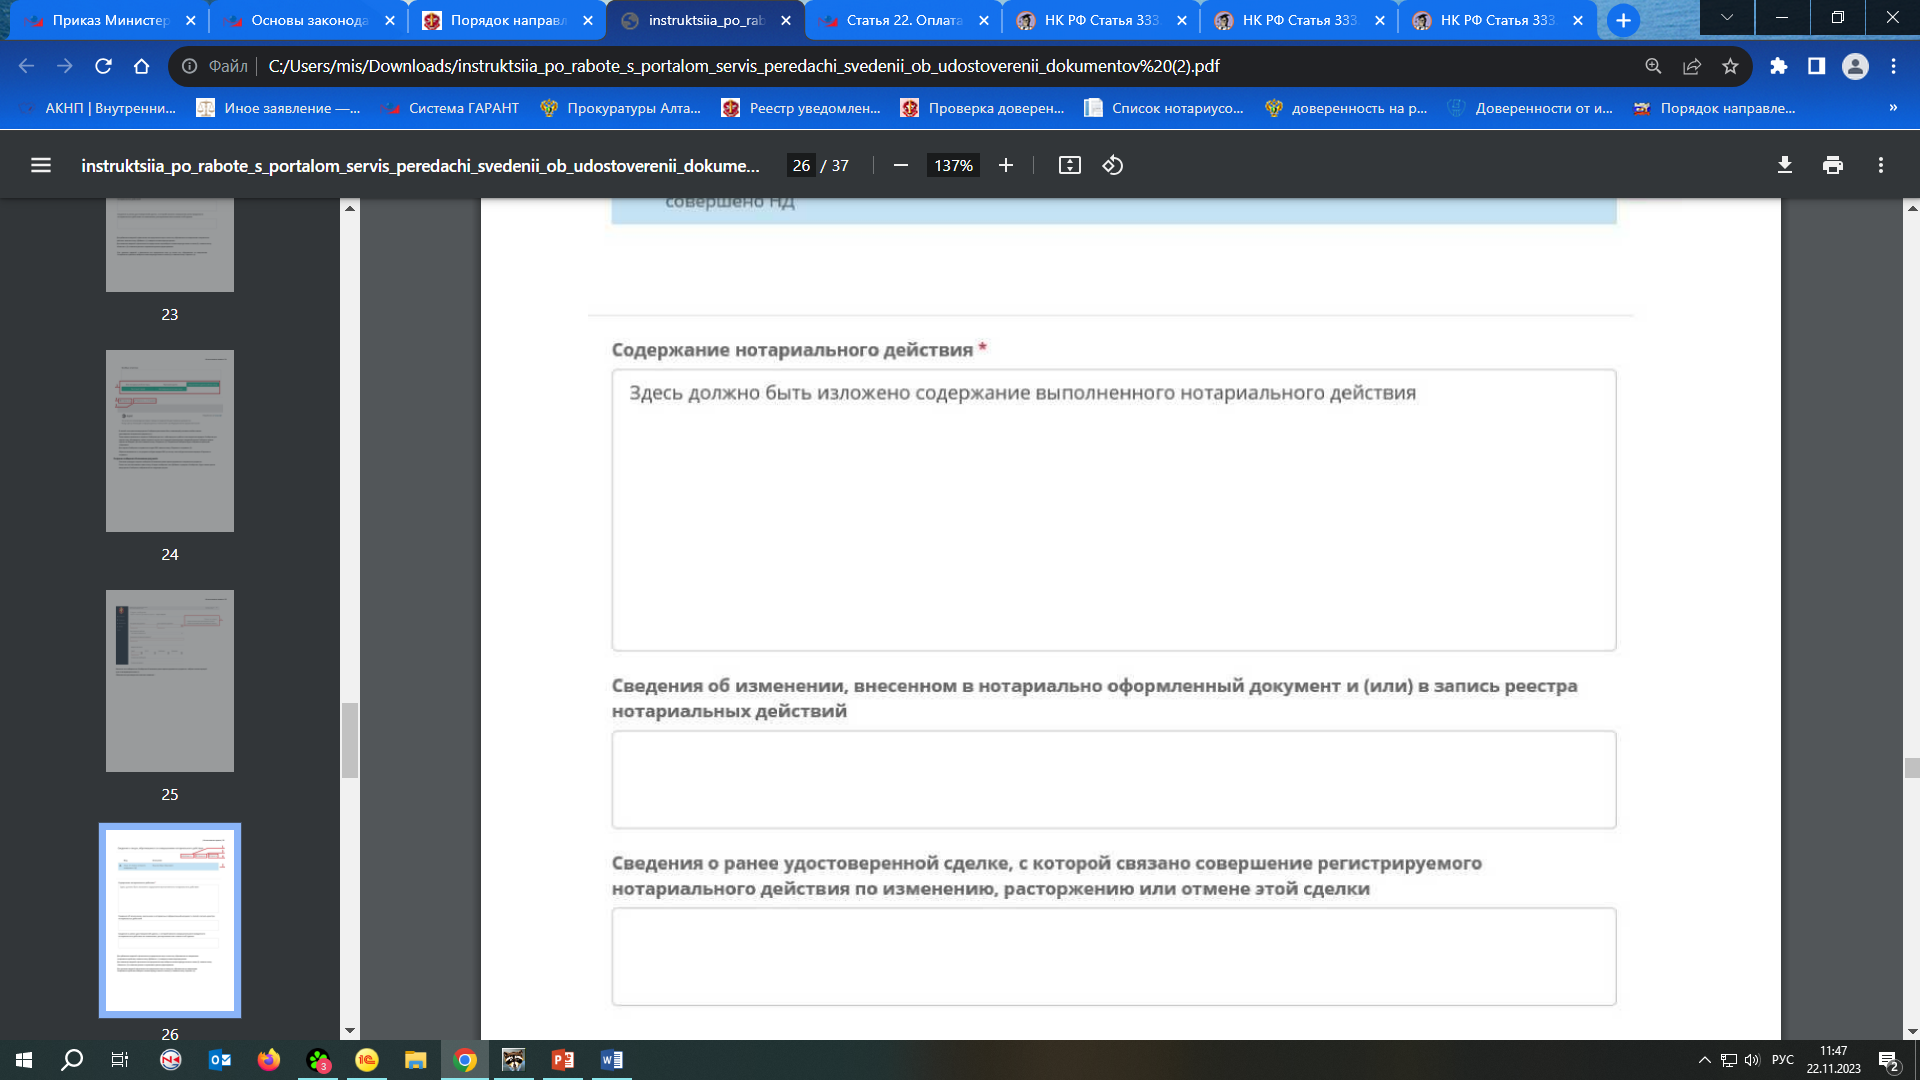 Приказ Министер
Основы законода
Порядок направл
instruktsiia_po_rab
Статья 22. Оплата
НК РФ Статья 333
НК РФ Статья 333
НК РФ Статья 333.
Файл
C:/Users/mis/Downloads/instruktsiia_po_rabote_s_portalom_servis_peredachi_svedenii_ob_udostoverenii_dokumentov%20(2).pdf
АКНП | Внутренни...
Иное заявление —...
Система ГАРАНТ
Прокуратуры Алта...
Реестр уведомлен...
Проверка доверен...
Список нотариусо...
доверенность на р...
Доверенности от и...
Порядок направле...
»
instruktsiia_po_rabote_s_portalom_servis_peredachi_svedenii_ob_udostoverenii_dokume...
26 / 37
137%
23
24
25
26
совершено НД
Содержание нотариального действия *
Здесь должно быть изложено содержание выполненного нотариального действия
Сведения об изменении, внесенном в нотариально оформленный документ и (или) в запись реестра
нотариальных действий
Сведения о ранее удостоверенной сделке, с которой связано совершение регистрируемого
нотариального действия по изменению, расторжению или отмене этой сделки
3
РУС
11:47
22.11.2023
2